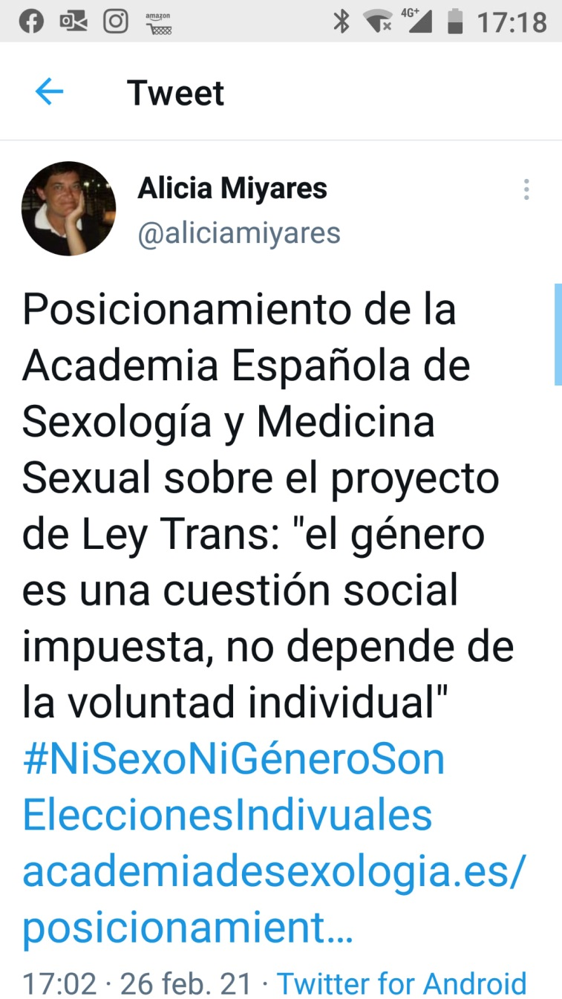 amazon
4G+
17:18
Tweet
Alicia Miyares
@aliciamiyares
Posicionamiento de la
Academia Española de
Sexología y Medicina
Sexual sobre el proyecto
de Ley Trans: "el género
es una cuestión social
impuesta, no depende de
la voluntad individual"
#NiSexoNiGéneroSon
EleccionesIndivuales
academiadesexologia.es/
posicionamient...
17:02 · 26 feb. 21 · Twitter for Android